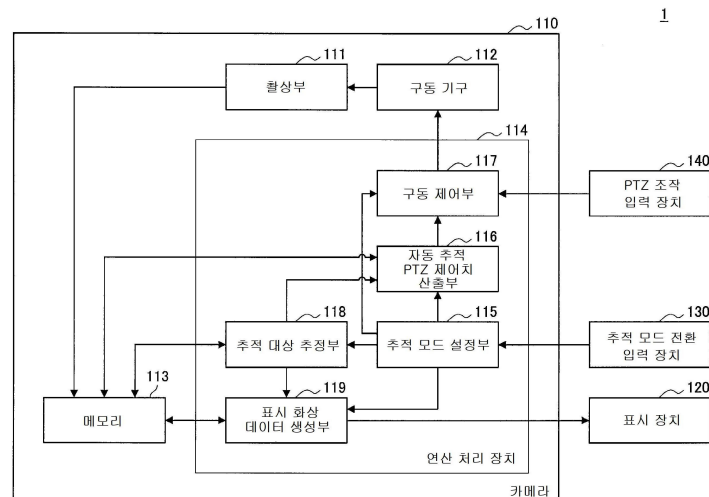 1
110
111
촬상부
112
구동 기구
114
117
구동 제어부
140
PTZ 조작
입력 장치
116
자동 추적
PTZ 제어치
산출부
118
추적 대상 추정부
115
추적 모드 설정부
130
추적 모드 전환
입력 장치
113
메모리
119
표시 화상
데이터 생성부
120
표시 장치
연산 처리 장치
카메라